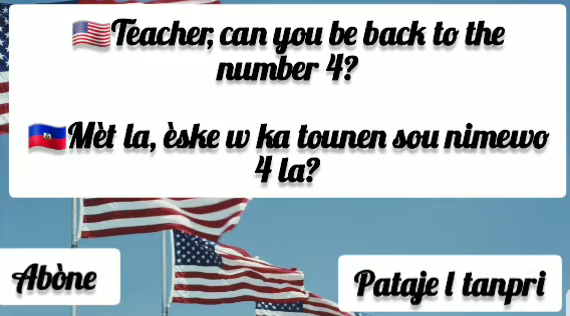 🇺🇸Teacher, can you be back to the
number 4?
🇭🇹Mèt la, èske w ka tounen sou nimewo
4 la?
Abòne
Pataje l tanpri